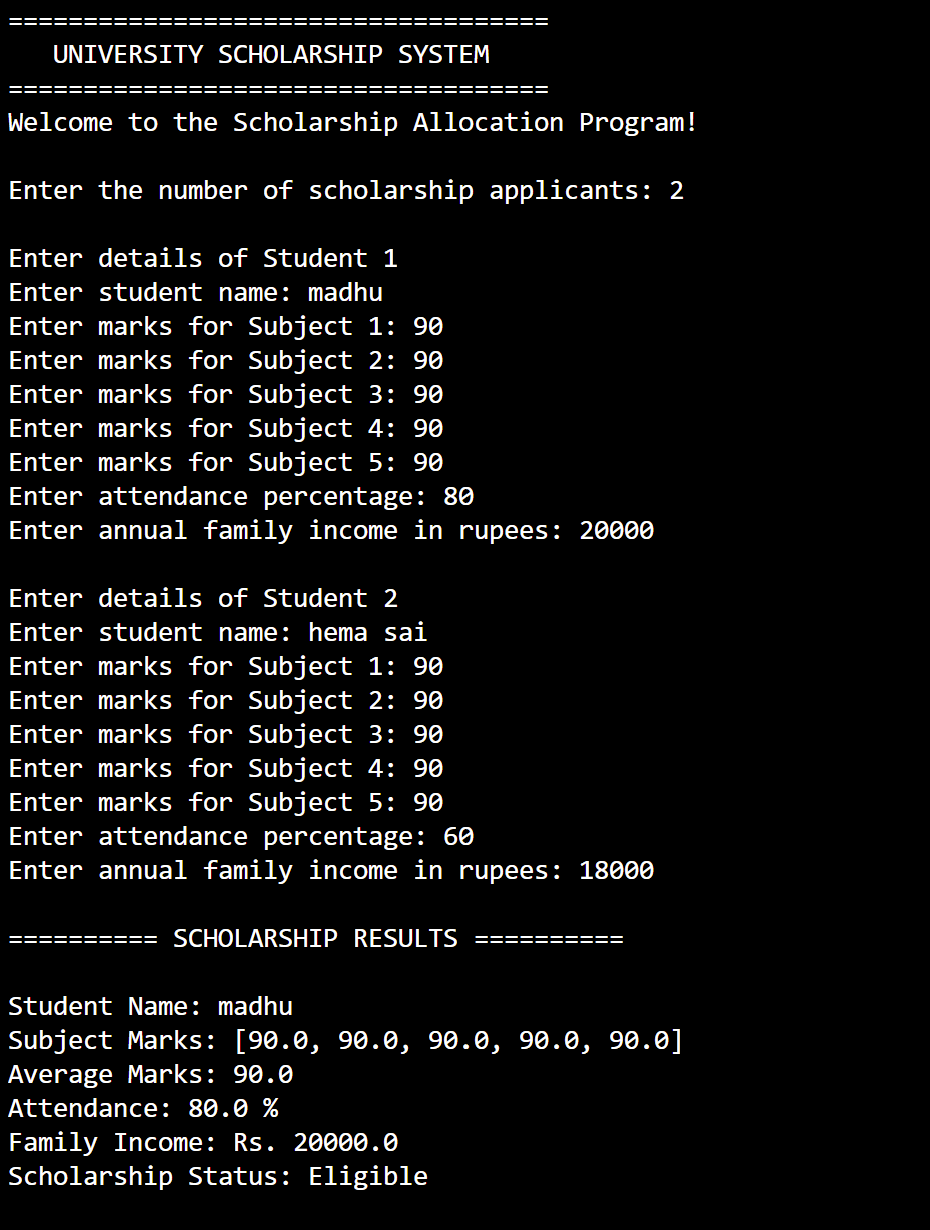 ====================================
   UNIVERSITY SCHOLARSHIP SYSTEM
====================================
Welcome to the Scholarship Allocation Program!

Enter the number of scholarship applicants: 2

Enter details of Student 1
Enter student name: madhu
Enter marks for Subject 1: 90
Enter marks for Subject 2: 90
Enter marks for Subject 3: 90
Enter marks for Subject 4: 90
Enter marks for Subject 5: 90
Enter attendance percentage: 80
Enter annual family income in rupees: 20000

Enter details of Student 2
Enter student name: hema sai
Enter marks for Subject 1: 90
Enter marks for Subject 2: 90
Enter marks for Subject 3: 90
Enter marks for Subject 4: 90
Enter marks for Subject 5: 90
Enter attendance percentage: 60
Enter annual family income in rupees: 18000

========== SCHOLARSHIP RESULTS ==========

Student Name: madhu
Subject Marks: [90.0, 90.0, 90.0, 90.0, 90.0]
Average Marks: 90.0
Attendance: 80.0 %
Family Income: Rs. 20000.0
Scholarship Status: Eligible